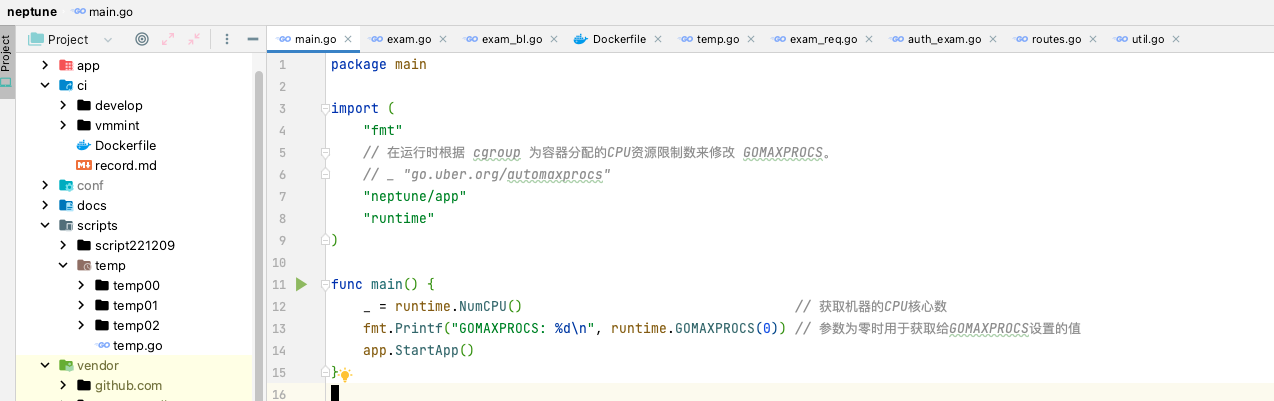 neptune main.go
Project
Project
main.go exam.go exam_bl.go Dockerfile temp.go exam_req.go auth_exam.go routes.go util.go
app
ci
develop
vmmint
Dockerfile
record.md
conf
docs
scripts
script221209
temp
temp00
temp01
temp02
temp.go
vendor
github.com
1 package main
2
3 import (
4 "fmt"
5 // 在运行时根据 cgroup 为容器分配的CPU资源限制数来修改 GOMAXPROCS。
6 // _ "go.uber.org/automaxprocs"
7 "neptune/app"
8 "runtime"
9 )
10
11 func main() {
12 _ = runtime.NumCPU() // 获取机器的CPU核心数
13 fmt.Printf("GOMAXPROCS: %d\n", runtime.GOMAXPROCS(0)) // 参数为零时用于获取给GOMAXPROCS设置的值
14 app.StartApp()
15 }
16